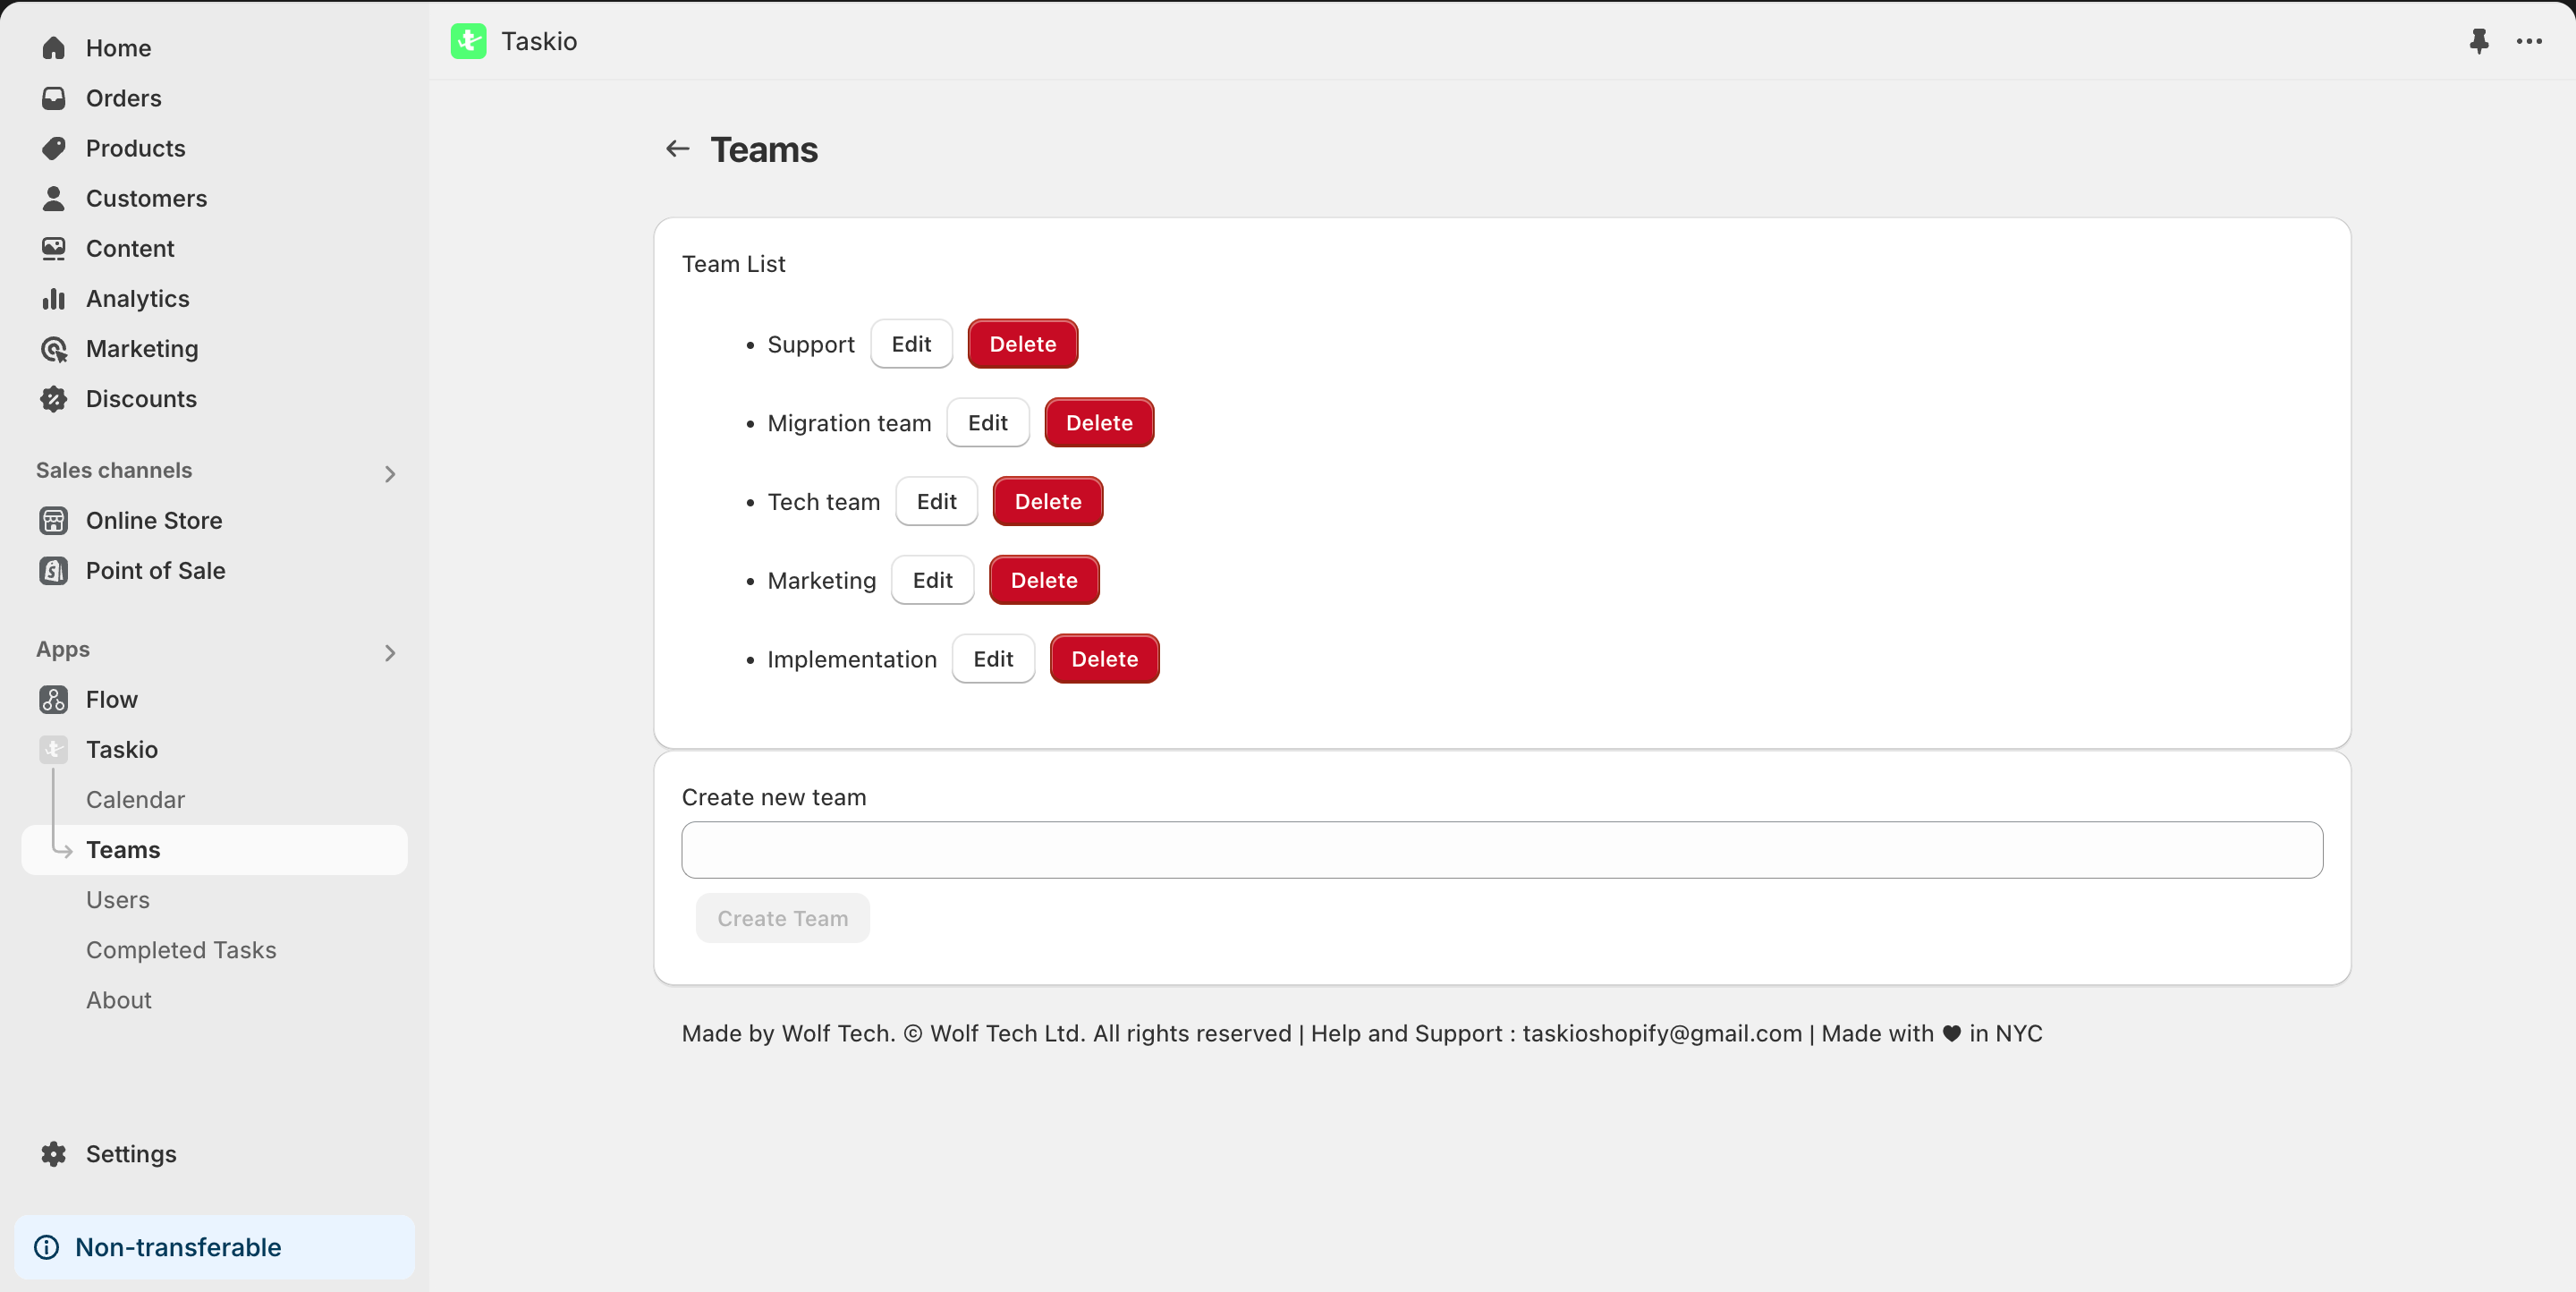 Home
Orders
Products
Customers
Content
Analytics
Marketing
Discounts
Sales channels
Online Store
Point of Sale
Apps
Flow
Taskio
Calendar
Teams
Users
Completed Tasks
About
Settings
Non-transferable
Taskio
Teams
Team List
Support Edit Delete
Migration team Edit Delete
Tech team Edit Delete
Marketing Edit Delete
Implementation Edit Delete
Create new team
Create Team
Made by Wolf Tech. © Wolf Tech Ltd. All rights reserved | Help and Support : taskioshopify@gmail.com | Made with ♥ in NYC